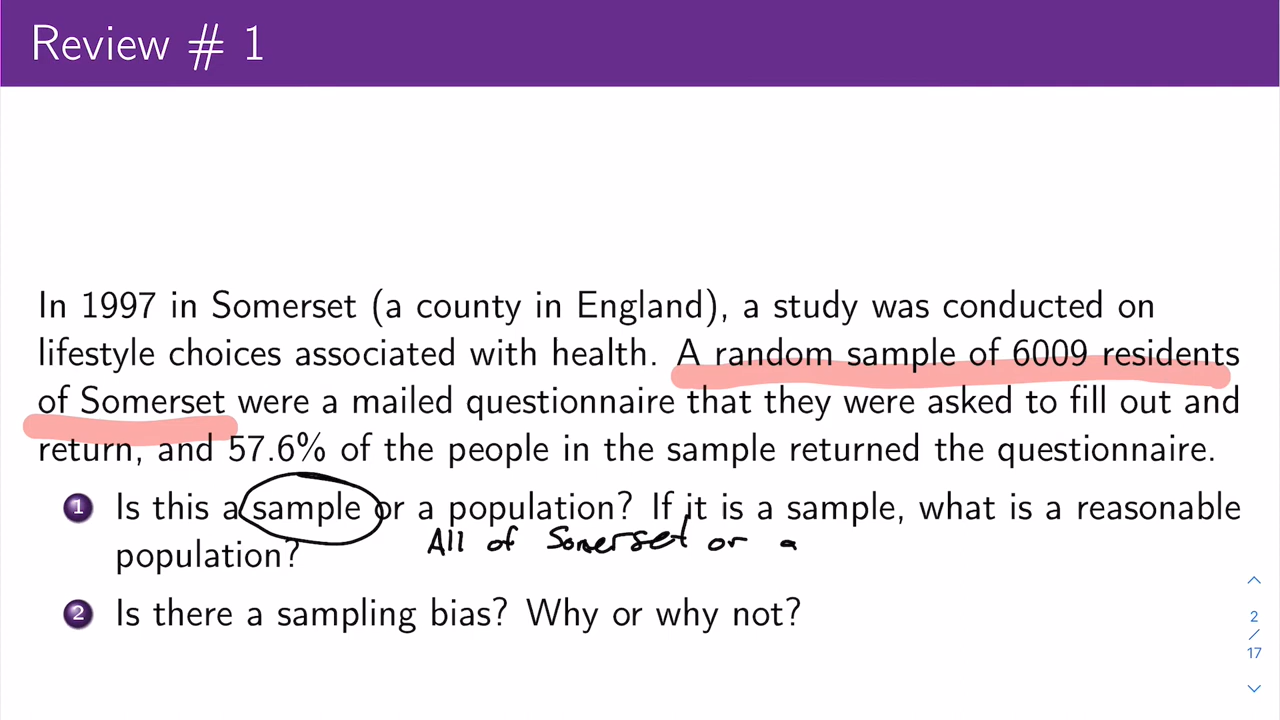 Review # 1
In 1997 in Somerset (a county in England), a study was conducted on
lifestyle choices associated with health. A random sample of 6009 residents
of Somerset were a mailed questionnaire that they were asked to fill out and
return, and 57.6% of the people in the sample returned the questionnaire.
1 Is this a sample or a population? If it is a sample, what is a reasonable
population? All of Somerset or a
2 Is there a sampling bias? Why or why not?
2
/
17